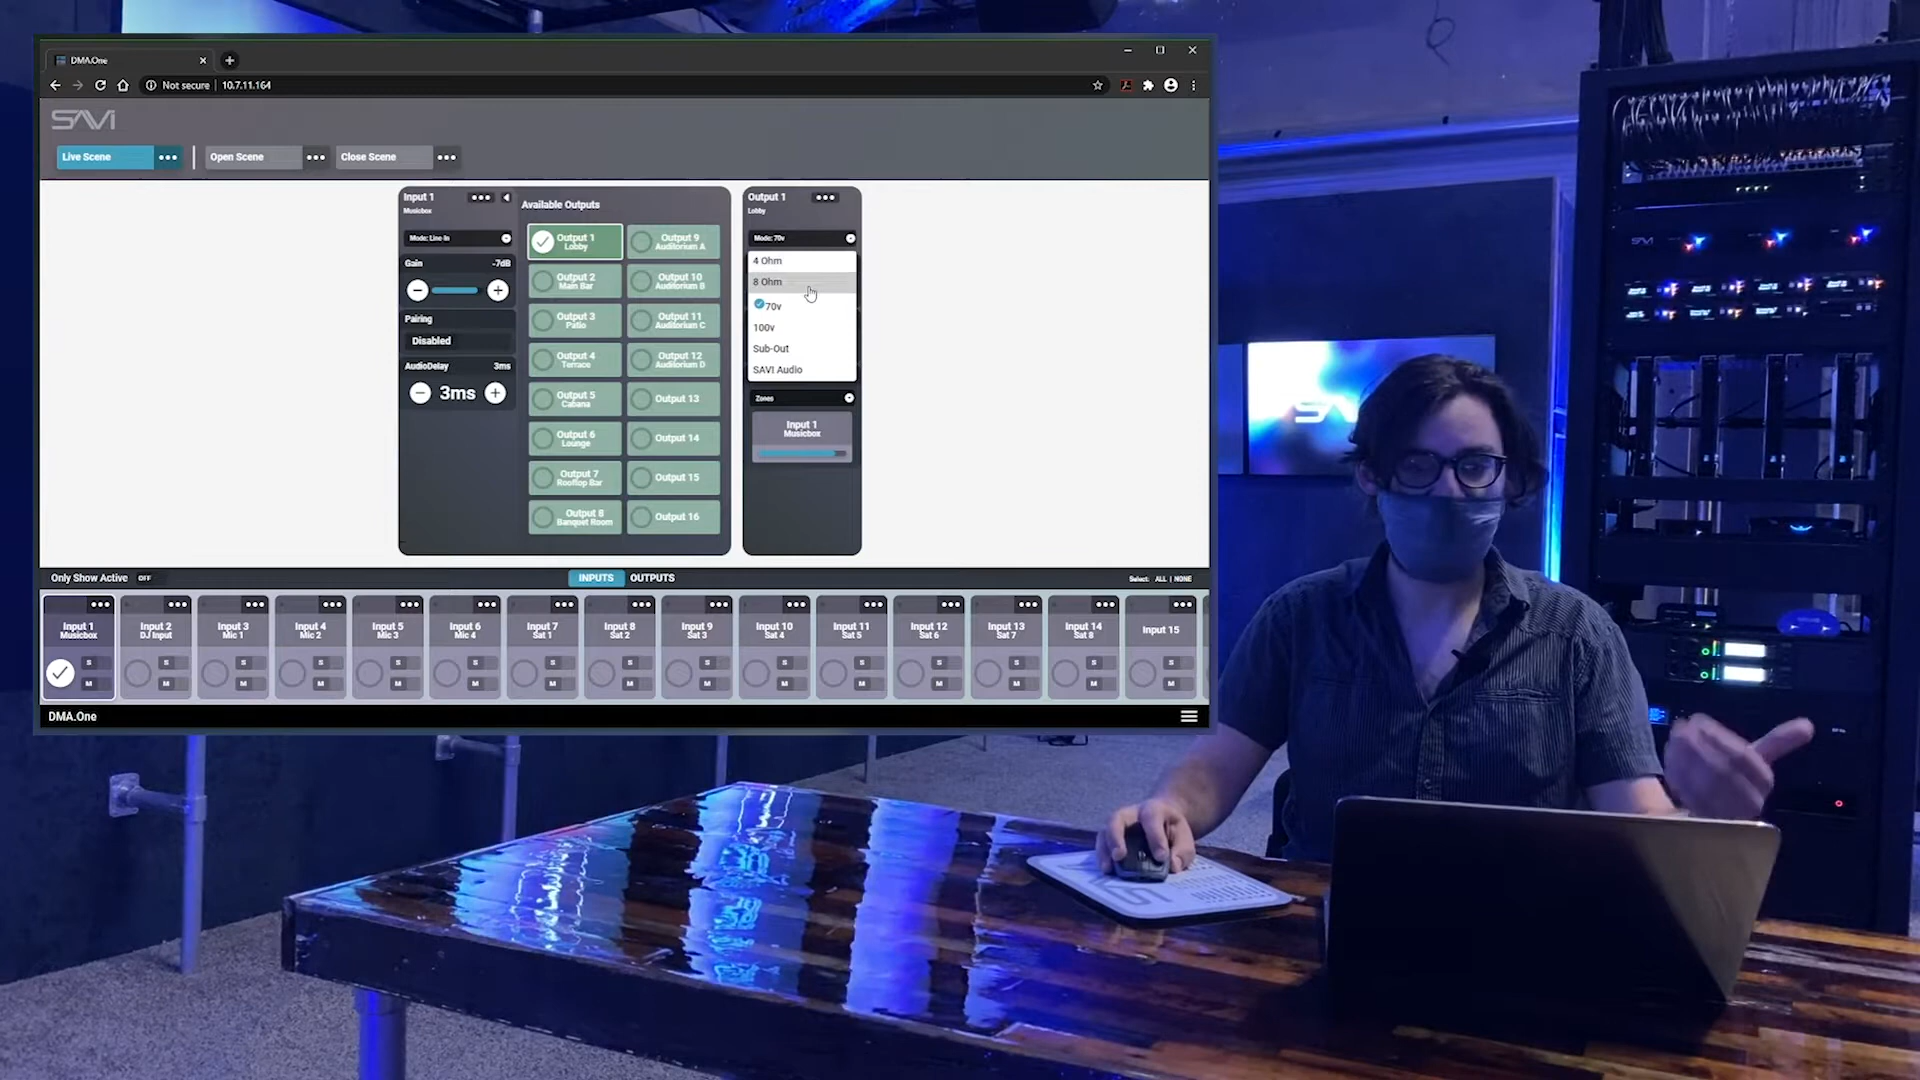 DMA.One
Not secure | 10.7.11.164
SAVI
Live Scene
Open Scene
Close Scene
Input 1
Musicbox
Mode: Line-In
Gain -7dB
Pairing
Disabled
AudioDelay 3ms
3ms
Available Outputs
Output 1
Lobby
Output 9
Auditorium A
Output 2
Main Bar
Output 10
Auditorium B
Output 3
Patio
Output 11
Auditorium C
Output 4
Terrace
Output 12
Auditorium D
Output 5
Cabana
Output 13
Output 6
Lounge
Output 14
Output 7
Rooftop Bar
Output 15
Output 8
Banquet Room
Output 16
Output 1
Lobby
Mode: 70v
4 Ohm
8 Ohm
70v
100v
Sub-Out
SAVI Audio
Zones
Input 1
Musicbox
Only Show Active OFF
INPUTS OUTPUTS
Select: ALL | NONE
Input 1
Musicbox
S
M
Input 2
DJ Input
S
M
Input 3
Mic 1
S
M
Input 4
Mic 2
S
M
Input 5
Mic 3
S
M
Input 6
Mic 4
S
M
Input 7
Sat 1
S
M
Input 8
Sat 2
S
M
Input 9
Sat 3
S
M
Input 10
Sat 4
S
M
Input 11
Sat 5
S
M
Input 12
Sat 6
S
M
Input 13
Sat 7
S
M
Input 14
Sat 8
S
M
Input 15
S
M
DMA.One
SAVI